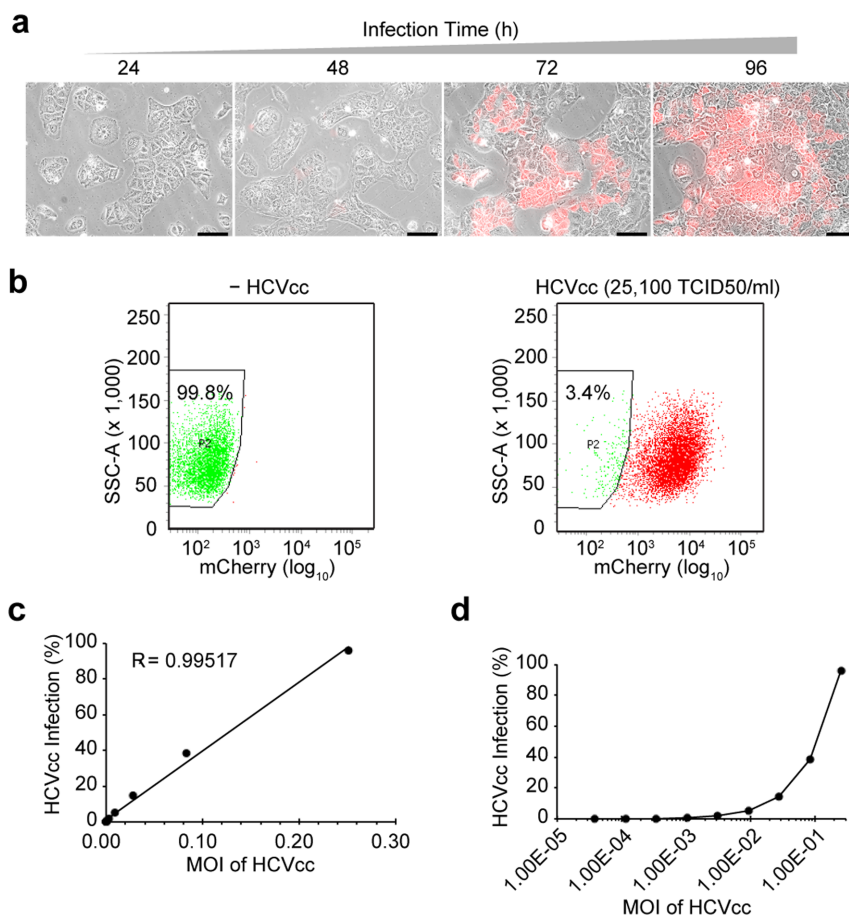 a
Infection Time (h)
24 48 72 96
b
− HCVcc
HCVcc (25,100 TCID50/ml)
SSC-A (x 1,000)
250
200
150
100
50
0
99.8%
P2
10² 10³ 10⁴ 10⁵
mCherry (log₁₀)
SSC-A (x 1,000)
250
200
150
100
50
0
3.4%
P2
10² 10³ 10⁴ 10⁵
mCherry (log₁₀)
c
HCVcc Infection (%)
100
80
60
40
20
0
R = 0.99517
0.00 0.10 0.20 0.30
MOI of HCVcc
d
HCVcc Infection (%)
100
80
60
40
20
0
1.00E-05 1.00E-04 1.00E-03 1.00E-02 1.00E-01
MOI of HCVcc